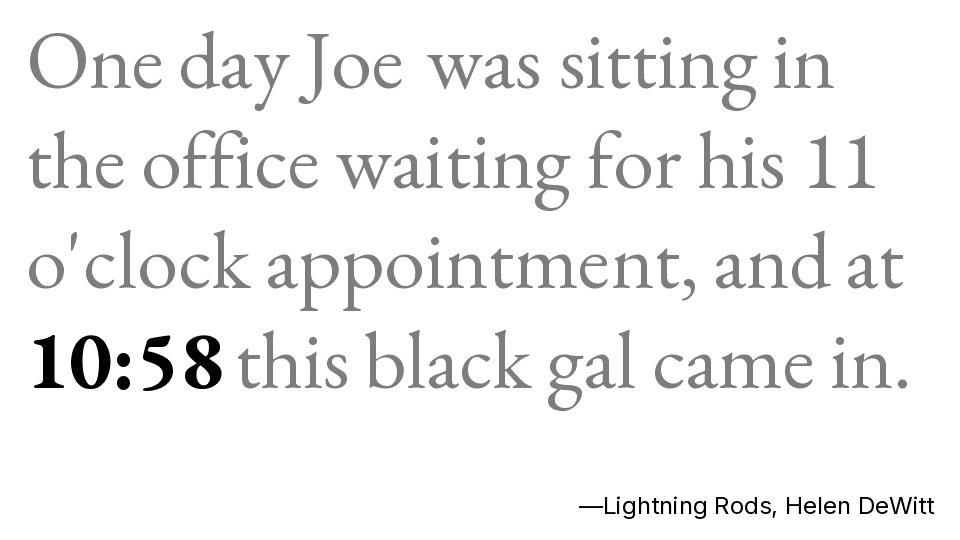 One day Joe was sitting in
the office waiting for his 11
o'clock appointment, and at
10:58 this black gal came in.
—Lightning Rods, Helen DeWitt